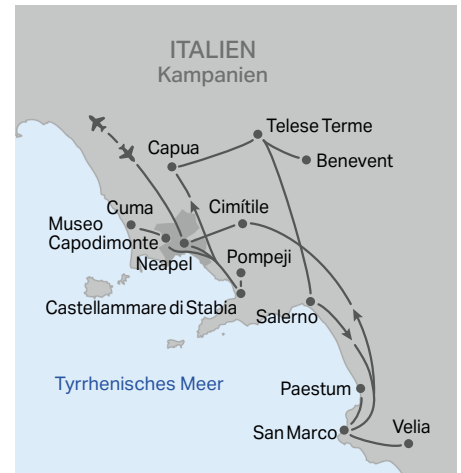 ITALIEN
Kampanien
Telese Terme
Capua
Benevent
Cuma
Cimítile
Museo
Capodimonte
Neapel
Pompeji
Castellammare di Stabia
Salerno
Tyrrhenisches Meer
Paestum
San Marco
Velia